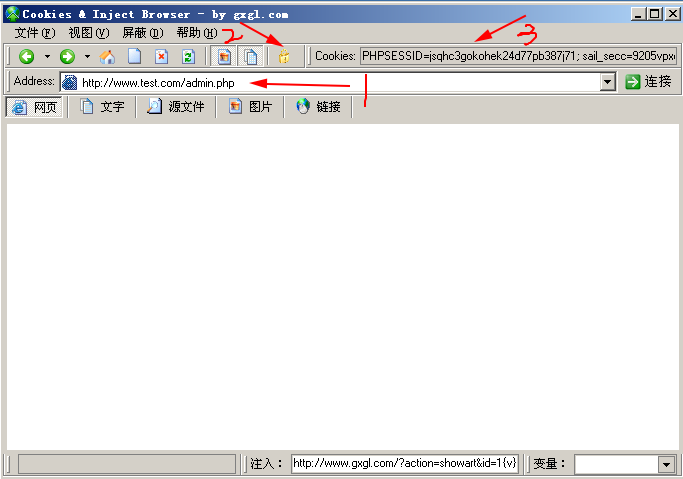 Cookies & Inject Browser - by gxgl.com
文件(F) 视图(V) 屏蔽(D) 帮助(H)
2 3
Cookies: PHPSESSID=jsqhc3gokohek24d77pb387j71; sail_secc=9205vpx
Address: http://www.test.com/admin.php 连接
1
网页 文字 源文件 图片 链接
注入： http://www.gxgl.com/?action=showart&id=1{v} 变量：